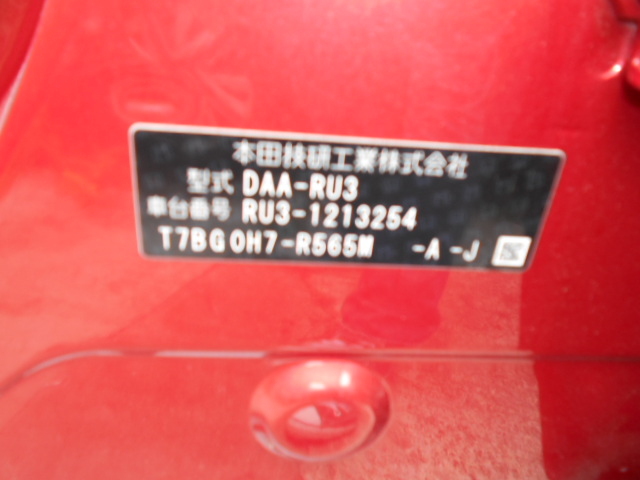 本田技研工業株式会社
型式 DAA-RU3
車台番号 RU3-1213254
T7BG0H7-R565M -A -J